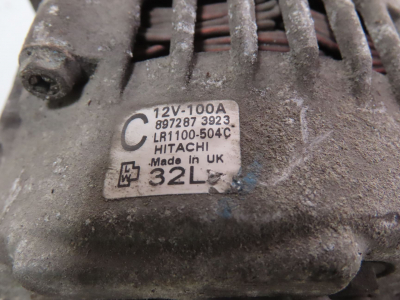 12V-100A
C 897287 3923
LR1100-504C
HITACHI
Made in UK
32L